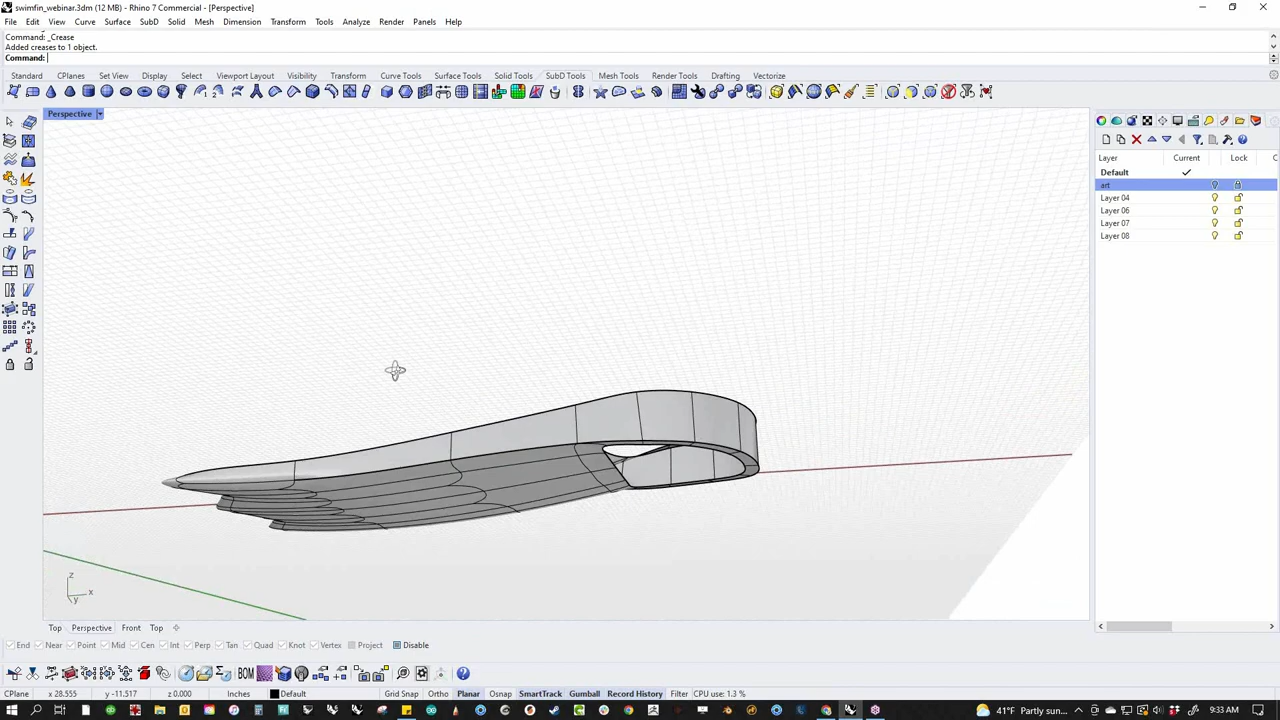 swimfin_webinar.3dm (12 MB) - Rhino 7 Commercial - [Perspective]
File Edit View Curve Surface SubD Solid Mesh Dimension Transform Tools Analyze Render Panels Help
Command: _Crease
Added creases to 1 object.
Command:
Standard CPlanes Set View Display Select Viewport Layout Visibility Transform Curve Tools Surface Tools Solid Tools SubD Tools Mesh Tools Render Tools Drafting Vectorize
Perspective
Layer Current Lock C
Default
art
Layer 04
Layer 06
Layer 07
Layer 08
z
x
y
Top Perspective Front Top
End Near Point Mid Cen Int Perp Tan Quad Knot Vertex Project Disable
BOM
CPlane x 28.555 y -11.517 z 0.000 Inches Default Grid Snap Ortho Planar Osnap SmartTrack Gumball Record History Filter CPU use: 1.3 %
41°F Partly sun... 9:33 AM